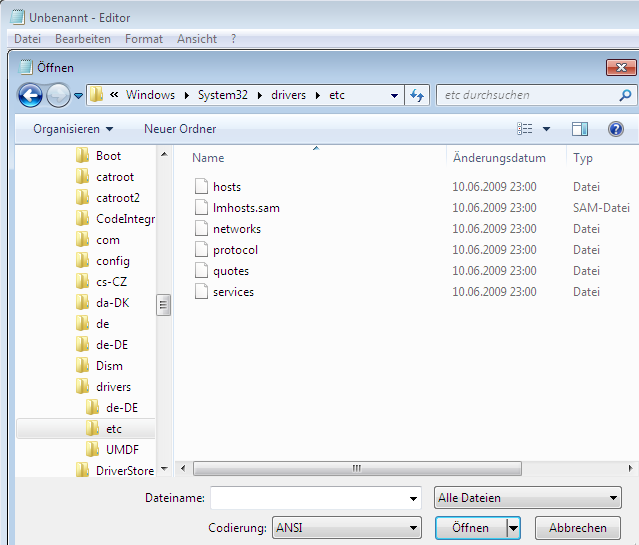 Unbenannt - Editor
Datei Bearbeiten Format Ansicht ?
Öffnen
« Windows System32 drivers etc etc durchsuchen
Organisieren Neuer Ordner
Boot
catroot
catroot2
CodeIntegr
com
config
cs-CZ
da-DK
de
de-DE
Dism
drivers
de-DE
etc
UMDF
DriverStore
Name Änderungsdatum Typ
hosts 10.06.2009 23:00 Datei
lmhosts.sam 10.06.2009 23:00 SAM-Datei
networks 10.06.2009 23:00 Datei
protocol 10.06.2009 23:00 Datei
quotes 10.06.2009 23:00 Datei
services 10.06.2009 23:00 Datei
Dateiname: Alle Dateien
Codierung: ANSI Öffnen Abbrechen